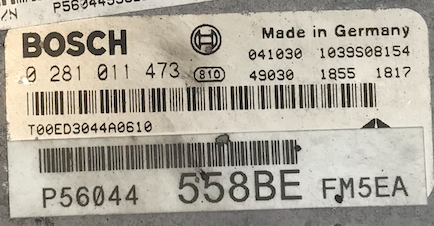 BOSCH
Made in Germany
041030 1039S08154
0 281 011 473 810 49030 1855 1817
T00ED3044A0610
P56044 558BE FM5EA